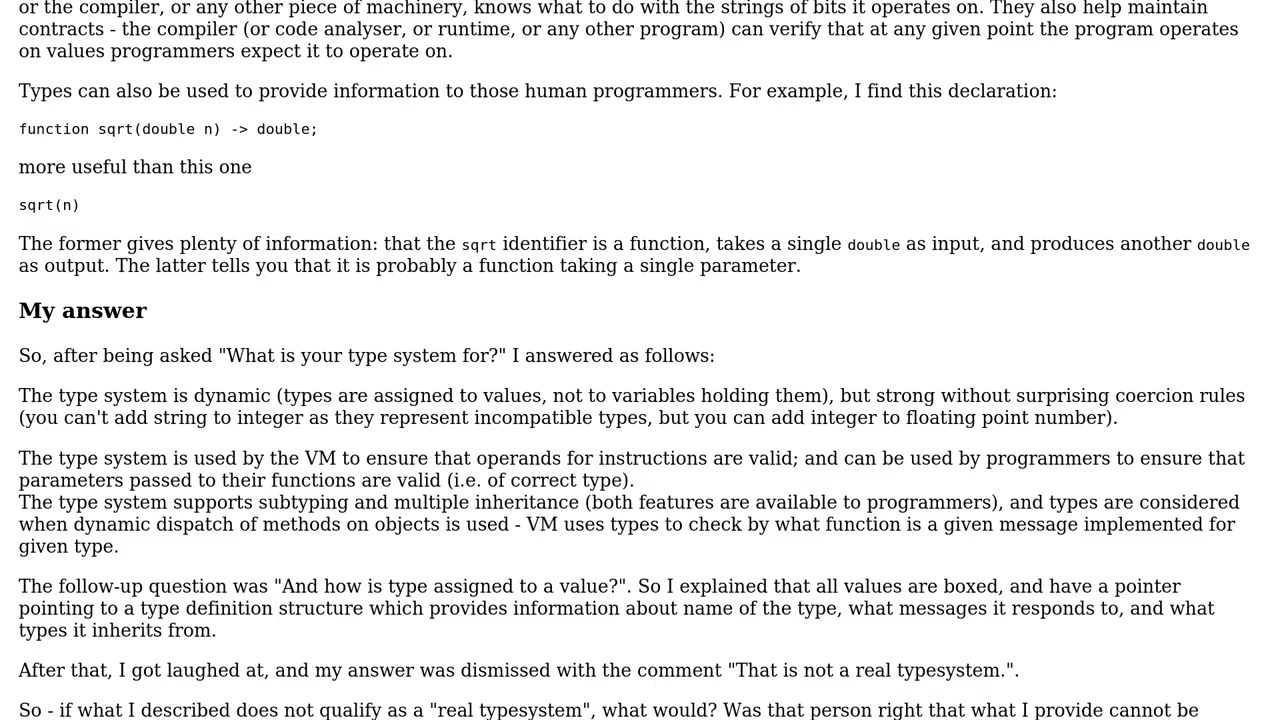 or the compiler, or any other piece of machinery, knows what to do with the strings of bits it operates on. They also help maintain
contracts - the compiler (or code analyser, or runtime, or any other program) can verify that at any given point the program operates
on values programmers expect it to operate on.
Types can also be used to provide information to those human programmers. For example, I find this declaration:
function sqrt(double n) -> double;
more useful than this one
sqrt(n)
The former gives plenty of information: that the sqrt identifier is a function, takes a single double as input, and produces another double
as output. The latter tells you that it is probably a function taking a single parameter.
My answer
So, after being asked "What is your type system for?" I answered as follows:
The type system is dynamic (types are assigned to values, not to variables holding them), but strong without surprising coercion rules
(you can't add string to integer as they represent incompatible types, but you can add integer to floating point number).
The type system is used by the VM to ensure that operands for instructions are valid; and can be used by programmers to ensure that
parameters passed to their functions are valid (i.e. of correct type).
The type system supports subtyping and multiple inheritance (both features are available to programmers), and types are considered
when dynamic dispatch of methods on objects is used - VM uses types to check by what function is a given message implemented for
given type.
The follow-up question was "And how is type assigned to a value?". So I explained that all values are boxed, and have a pointer
pointing to a type definition structure which provides information about name of the type, what messages it responds to, and what
types it inherits from.
After that, I got laughed at, and my answer was dismissed with the comment "That is not a real typesystem.".
So - if what I described does not qualify as a "real typesystem", what would? Was that person right that what I provide cannot be